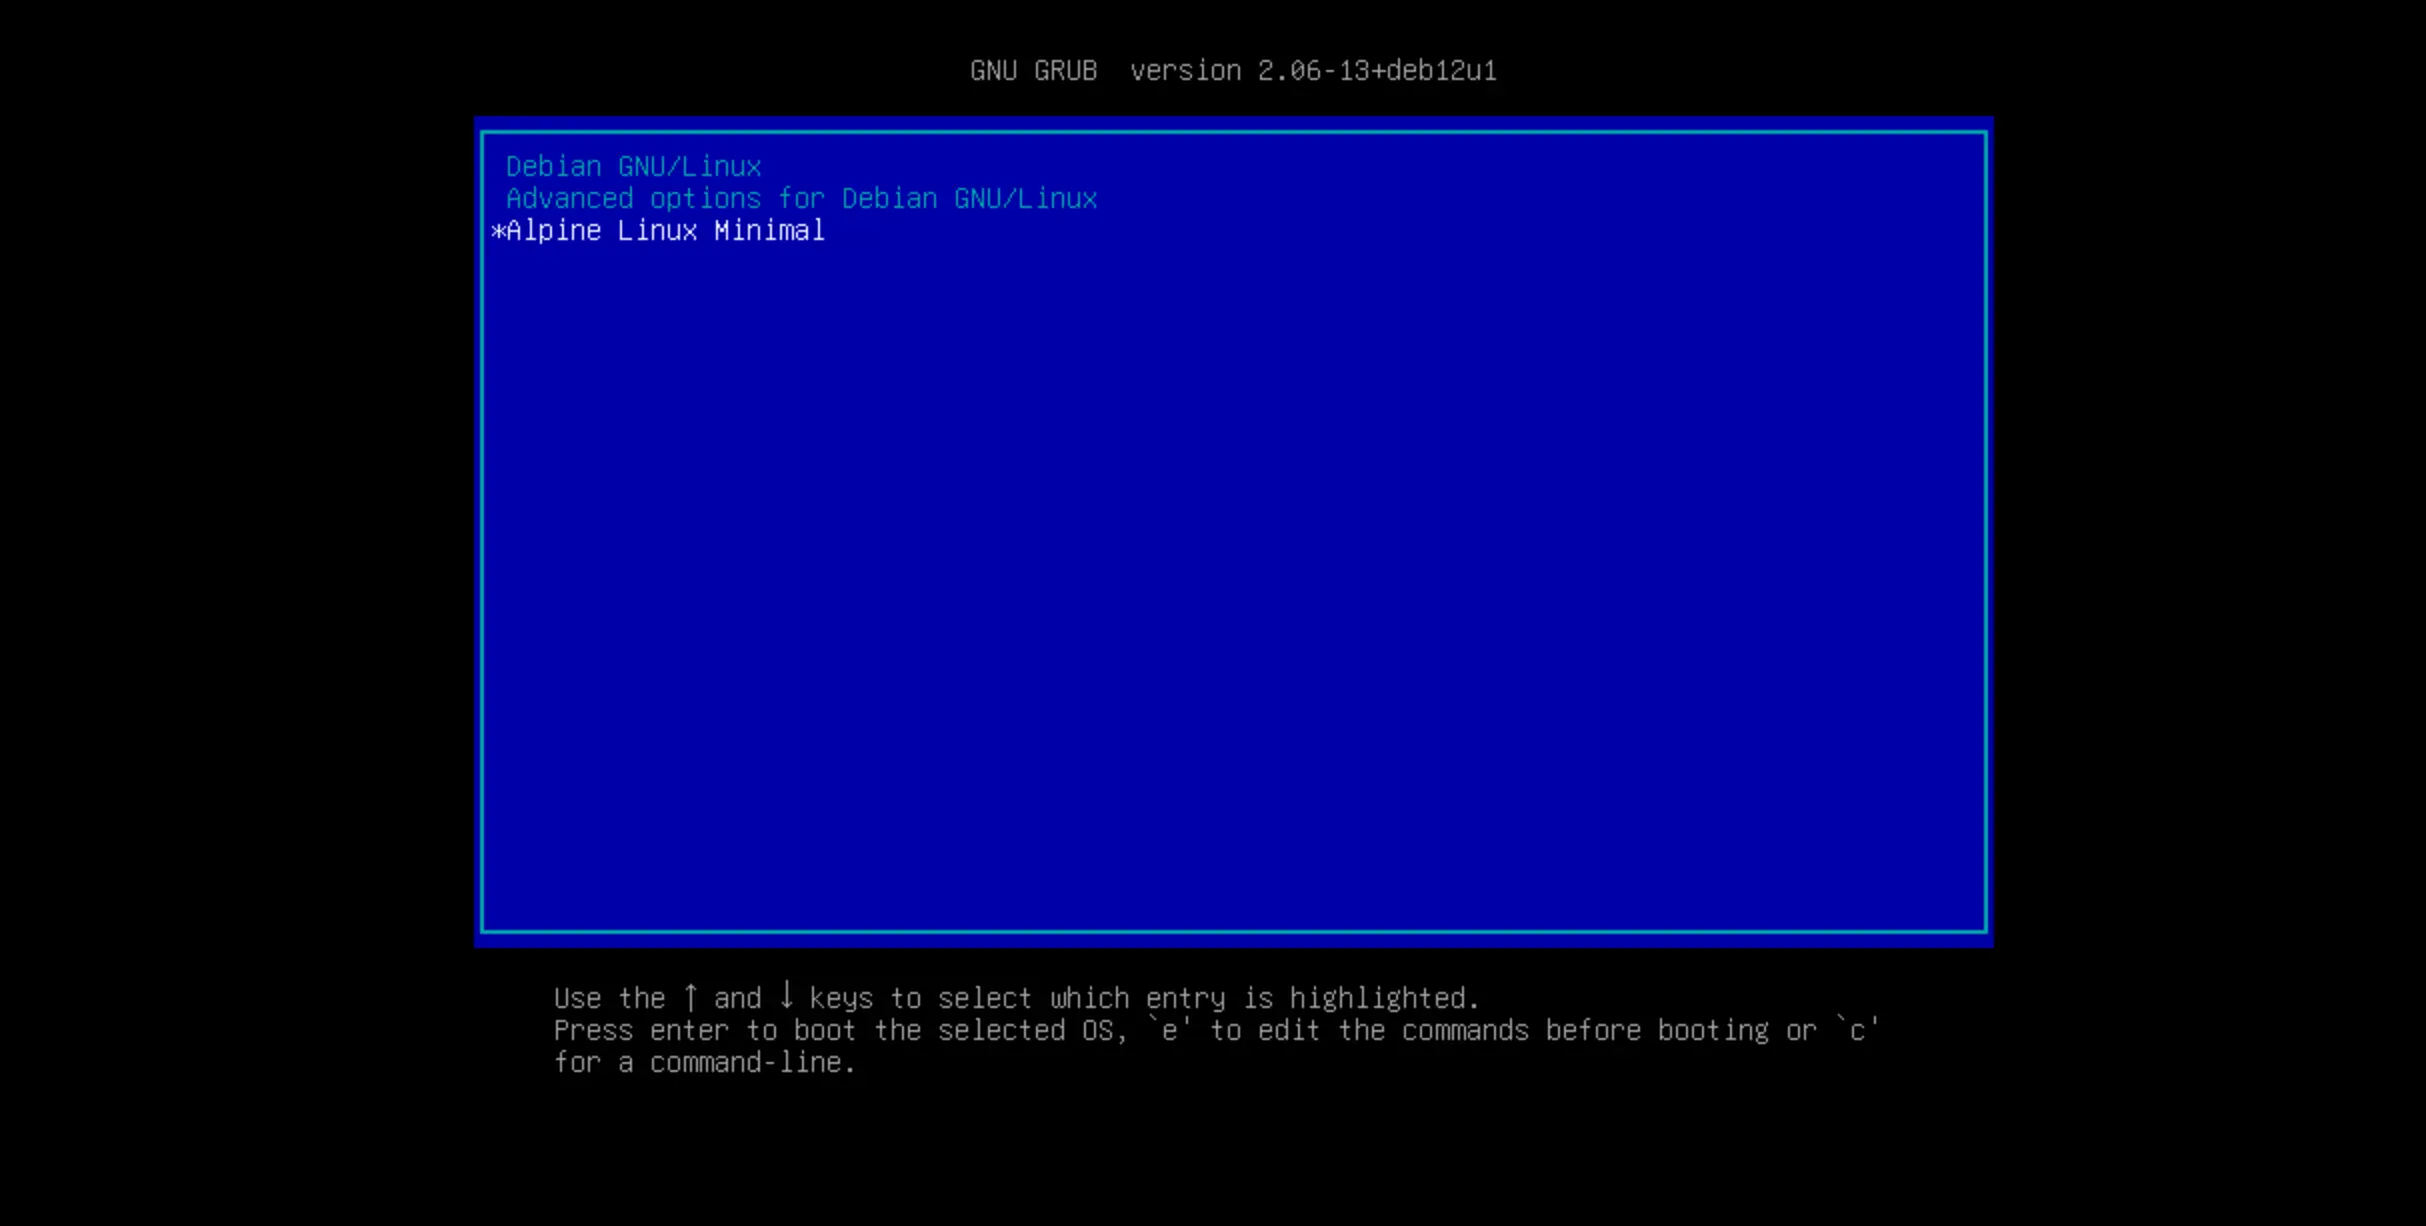 GNU GRUB  version 2.06-13+deb12u1
Debian GNU/Linux
Advanced options for Debian GNU/Linux
*Alpine Linux Minimal
Use the ↑ and ↓ keys to select which entry is highlighted.
Press enter to boot the selected OS, `e' to edit the commands before booting or `c'
for a command-line.